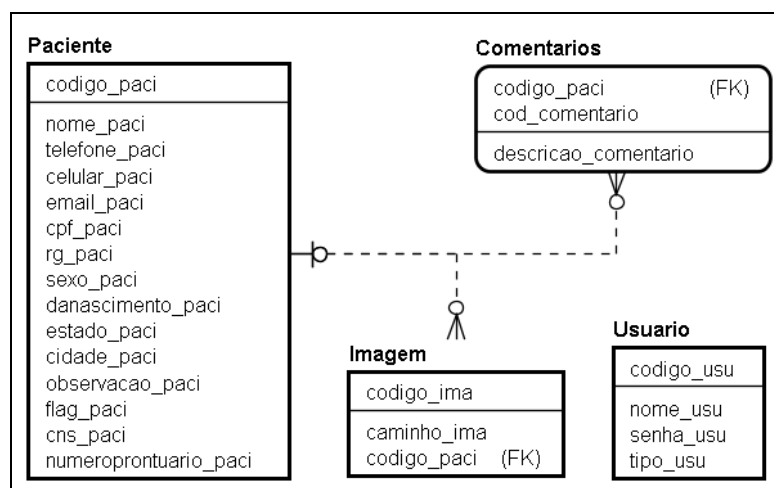 Paciente
codigo_paci
nome_paci
telefone_paci
celular_paci
email_paci
cpf_paci
rg_paci
sexo_paci
danascimento_paci
estado_paci
cidade_paci
observacao_paci
flag_paci
cns_paci
numeroprontuario_paci
Comentarios
codigo_paci (FK)
cod_comentario
descricao_comentario
Imagem
codigo_ima
caminho_ima
codigo_paci (FK)
Usuario
codigo_usu
nome_usu
senha_usu
tipo_usu